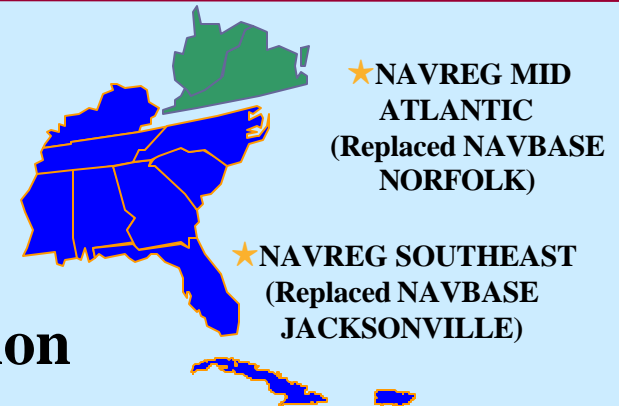 ★NAVREG MID
ATLANTIC
(Replaced NAVBASE
NORFOLK)
★NAVREG SOUTHEAST
(Replaced NAVBASE
JACKSONVILLE)
on